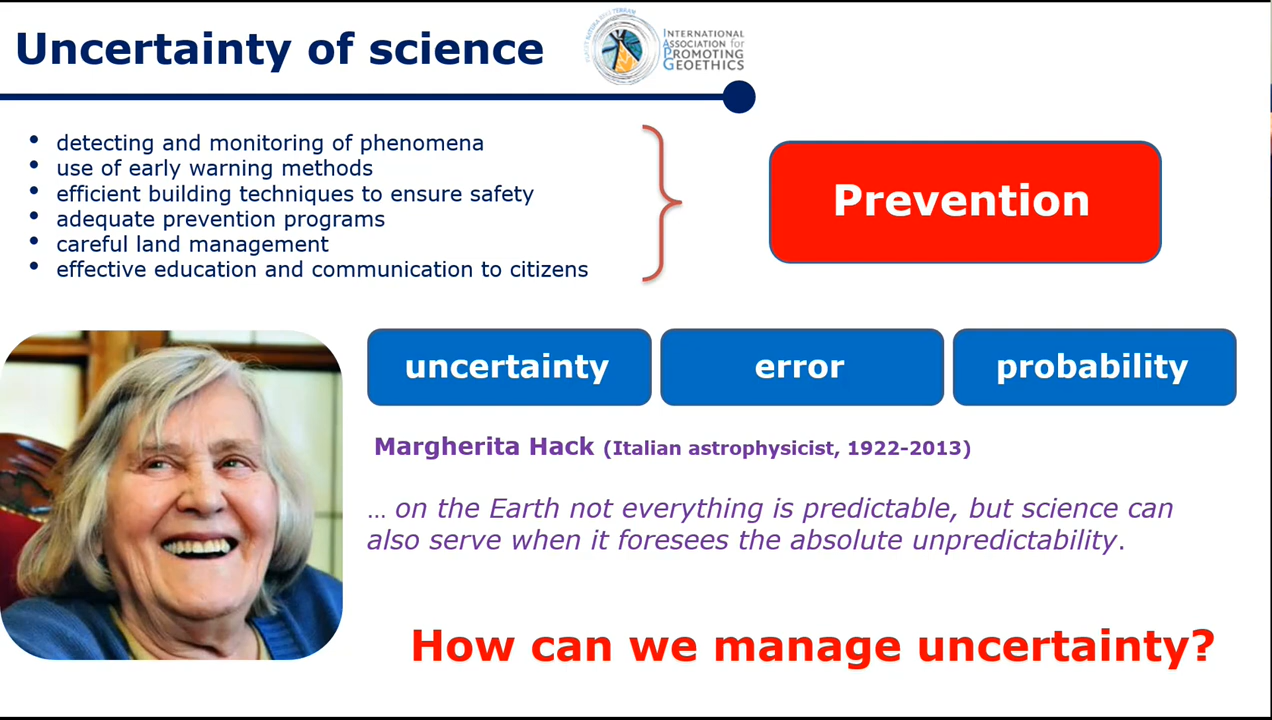 Uncertainty of science
INTERNATIONAL
ASSOCIATION for
PROMOTING
GEOETHICS
• detecting and monitoring of phenomena
• use of early warning methods
• efficient building techniques to ensure safety
• adequate prevention programs
• careful land management
• effective education and communication to citizens
Prevention
uncertainty
error
probability
Margherita Hack (Italian astrophysicist, 1922-2013)
... on the Earth not everything is predictable, but science can
also serve when it foresees the absolute unpredictability.
How can we manage uncertainty?